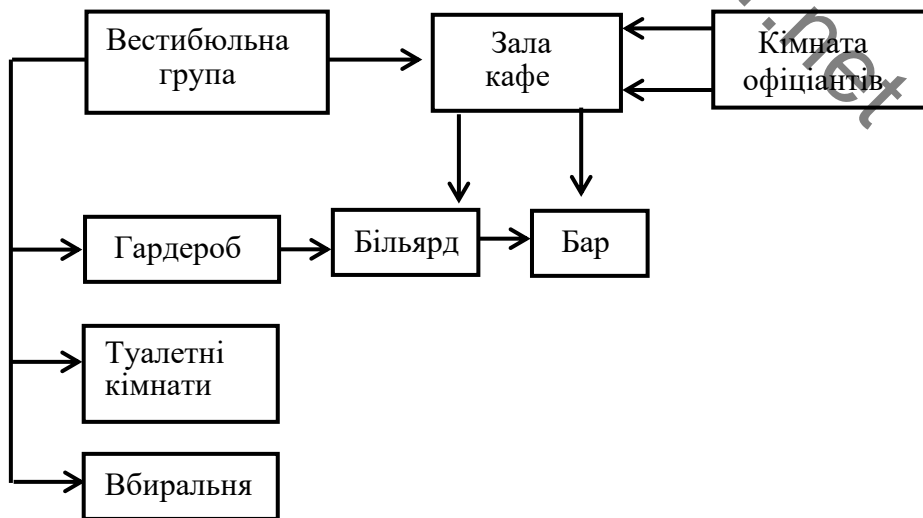 Вестибюльна
група
Зала
кафе
Кімната
офіціантів
Гардероб
Більярд
Бар
Туалетні
кімнати
Вбиральня